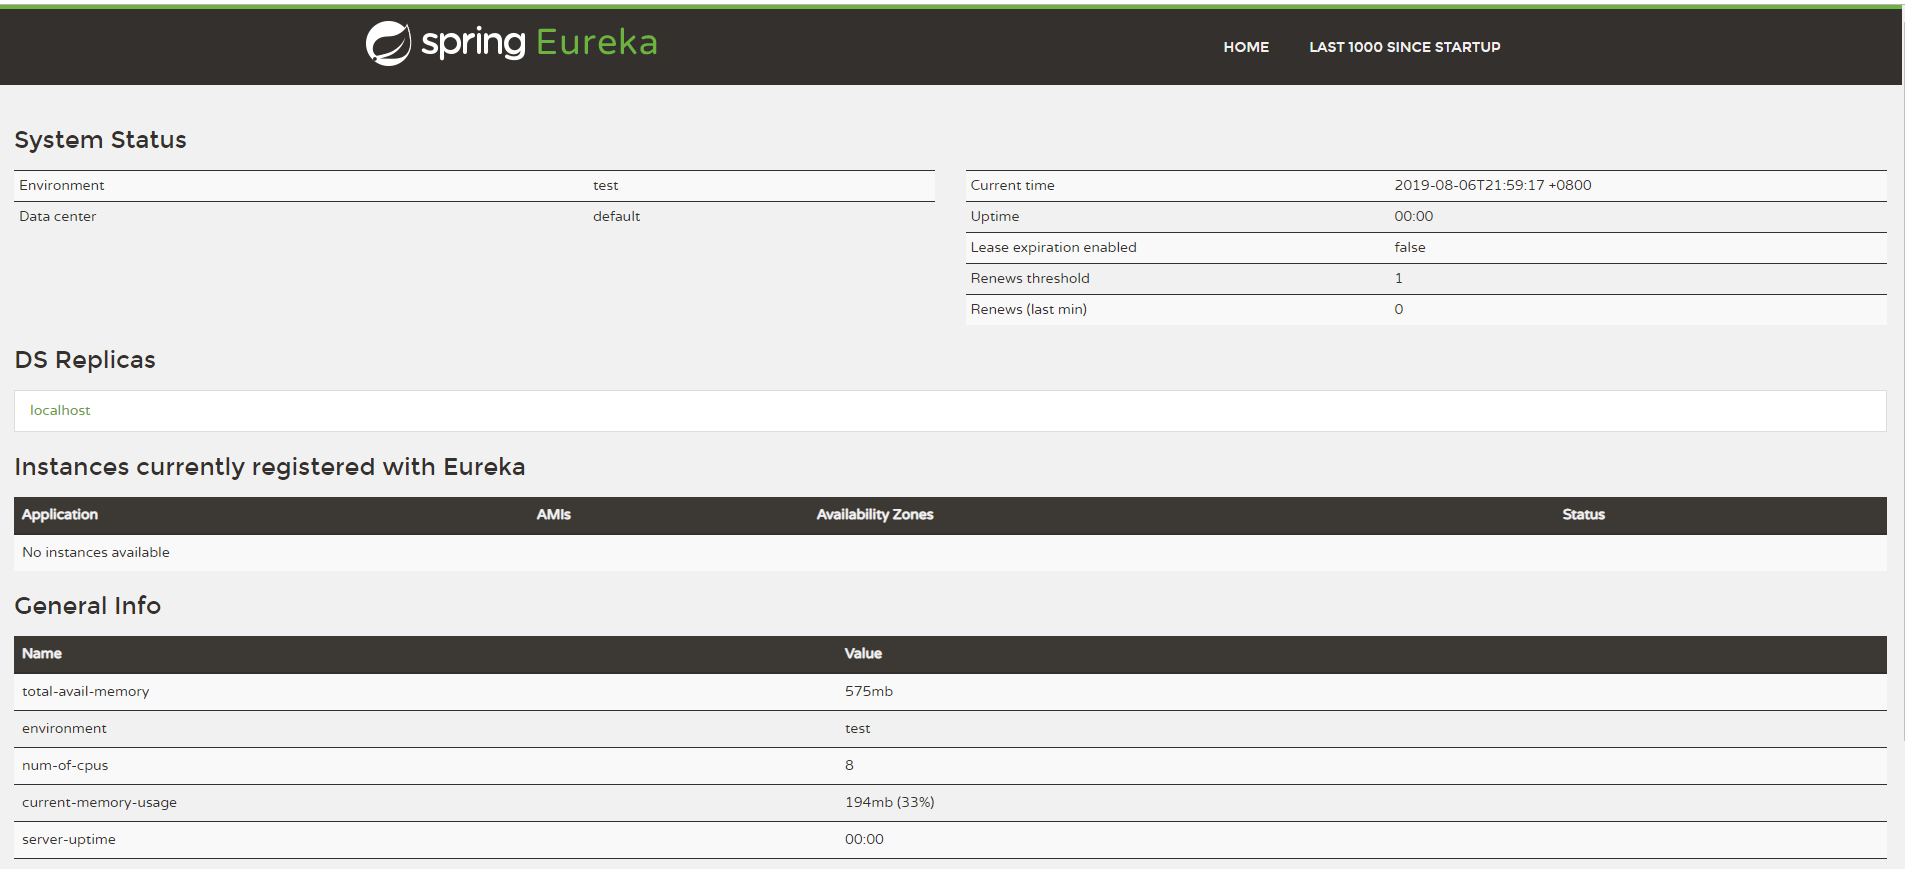 spring Eureka
HOME LAST 1000 SINCE STARTUP
System Status
Environment test
Data center default
Current time 2019-08-06T21:59:17 +0800
Uptime 00:00
Lease expiration enabled false
Renews threshold 1
Renews (last min) 0
DS Replicas
localhost
Instances currently registered with Eureka
Application AMIs Availability Zones Status
No instances available
General Info
Name Value
total-avail-memory 575mb
environment test
num-of-cpus 8
current-memory-usage 194mb (33%)
server-uptime 00:00